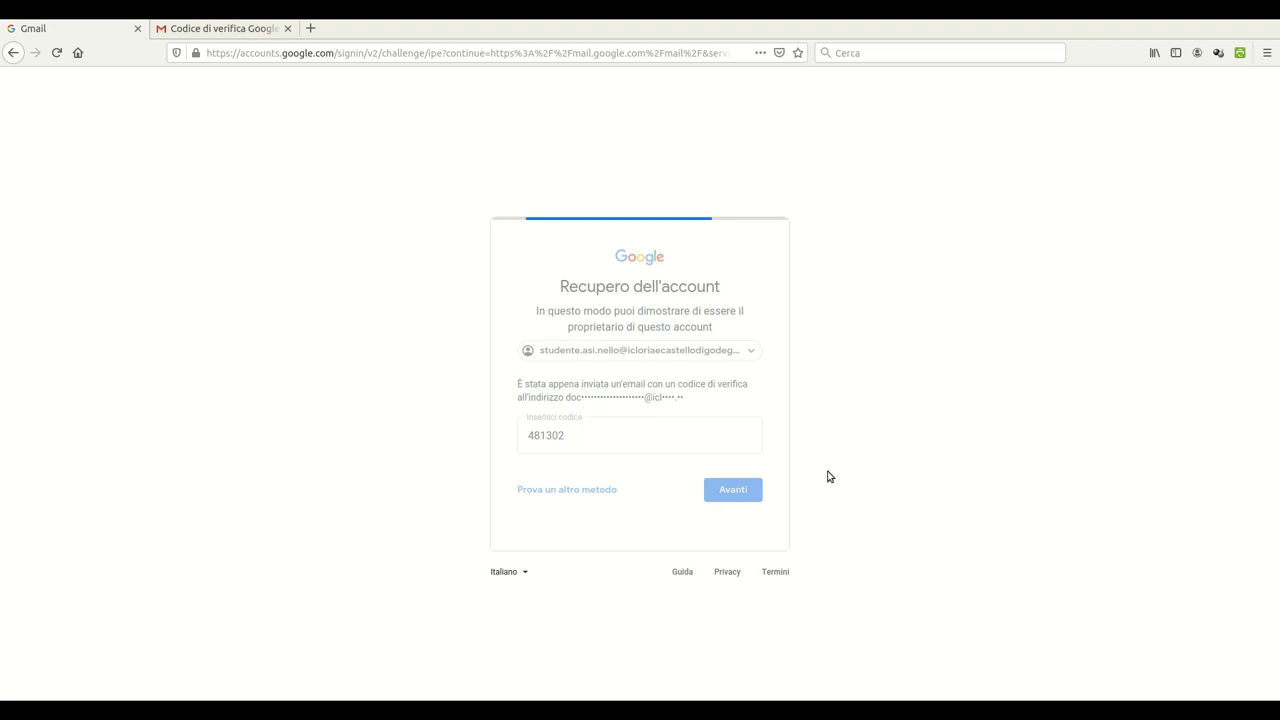 Gmail
Codice di verifica Google
https://accounts.google.com/signin/v2/challenge/ipe?continue=https%3A%2F%2Fmail.google.com%2Fmail%2F&serv
Cerca
Google
Recupero dell'account
In questo modo puoi dimostrare di essere il
proprietario di questo account
studente.asi.nello@icloriaecastellodigodeg...
È stata appena inviata un'email con un codice di verifica
all'indirizzo doc••••••••••••••••••••@icl••••.••
Inserisci codice
481302
Prova un altro metodo
Avanti
Italiano
Guida Privacy Termini